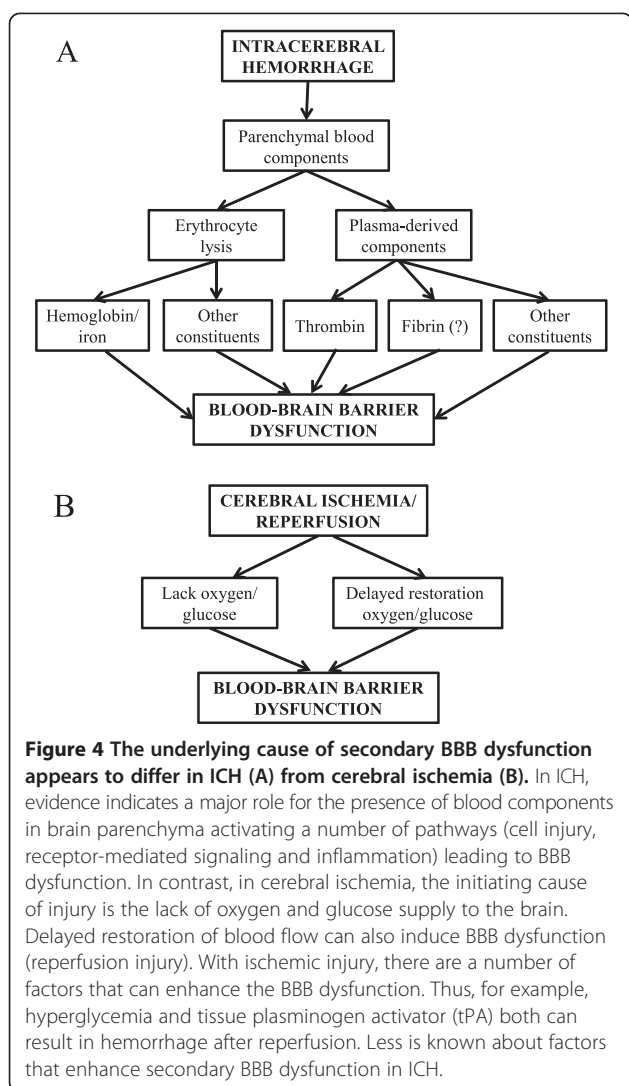 A
INTRACEREBRAL
HEMORRHAGE
Parenchymal blood
components
Erythrocyte
lysis
Plasma-derived
components
Hemoglobin/
iron
Other
constituents
Thrombin
Fibrin (?)
Other
constituents
BLOOD-BRAIN BARRIER
DYSFUNCTION
B
CEREBRAL ISCHEMIA/
REPERFUSION
Lack oxygen/
glucose
Delayed restoration
oxygen/glucose
BLOOD-BRAIN BARRIER
DYSFUNCTION
Figure 4 The underlying cause of secondary BBB dysfunction
appears to differ in ICH (A) from cerebral ischemia (B). In ICH,
evidence indicates a major role for the presence of blood components
in brain parenchyma activating a number of pathways (cell injury,
receptor-mediated signaling and inflammation) leading to BBB
dysfunction. In contrast, in cerebral ischemia, the initiating cause
of injury is the lack of oxygen and glucose supply to the brain.
Delayed restoration of blood flow can also induce BBB dysfunction
(reperfusion injury). With ischemic injury, there are a number of
factors that can enhance the BBB dysfunction. Thus, for example,
hyperglycemia and tissue plasminogen activator (tPA) both can
result in hemorrhage after reperfusion. Less is known about factors
that enhance secondary BBB dysfunction in ICH.